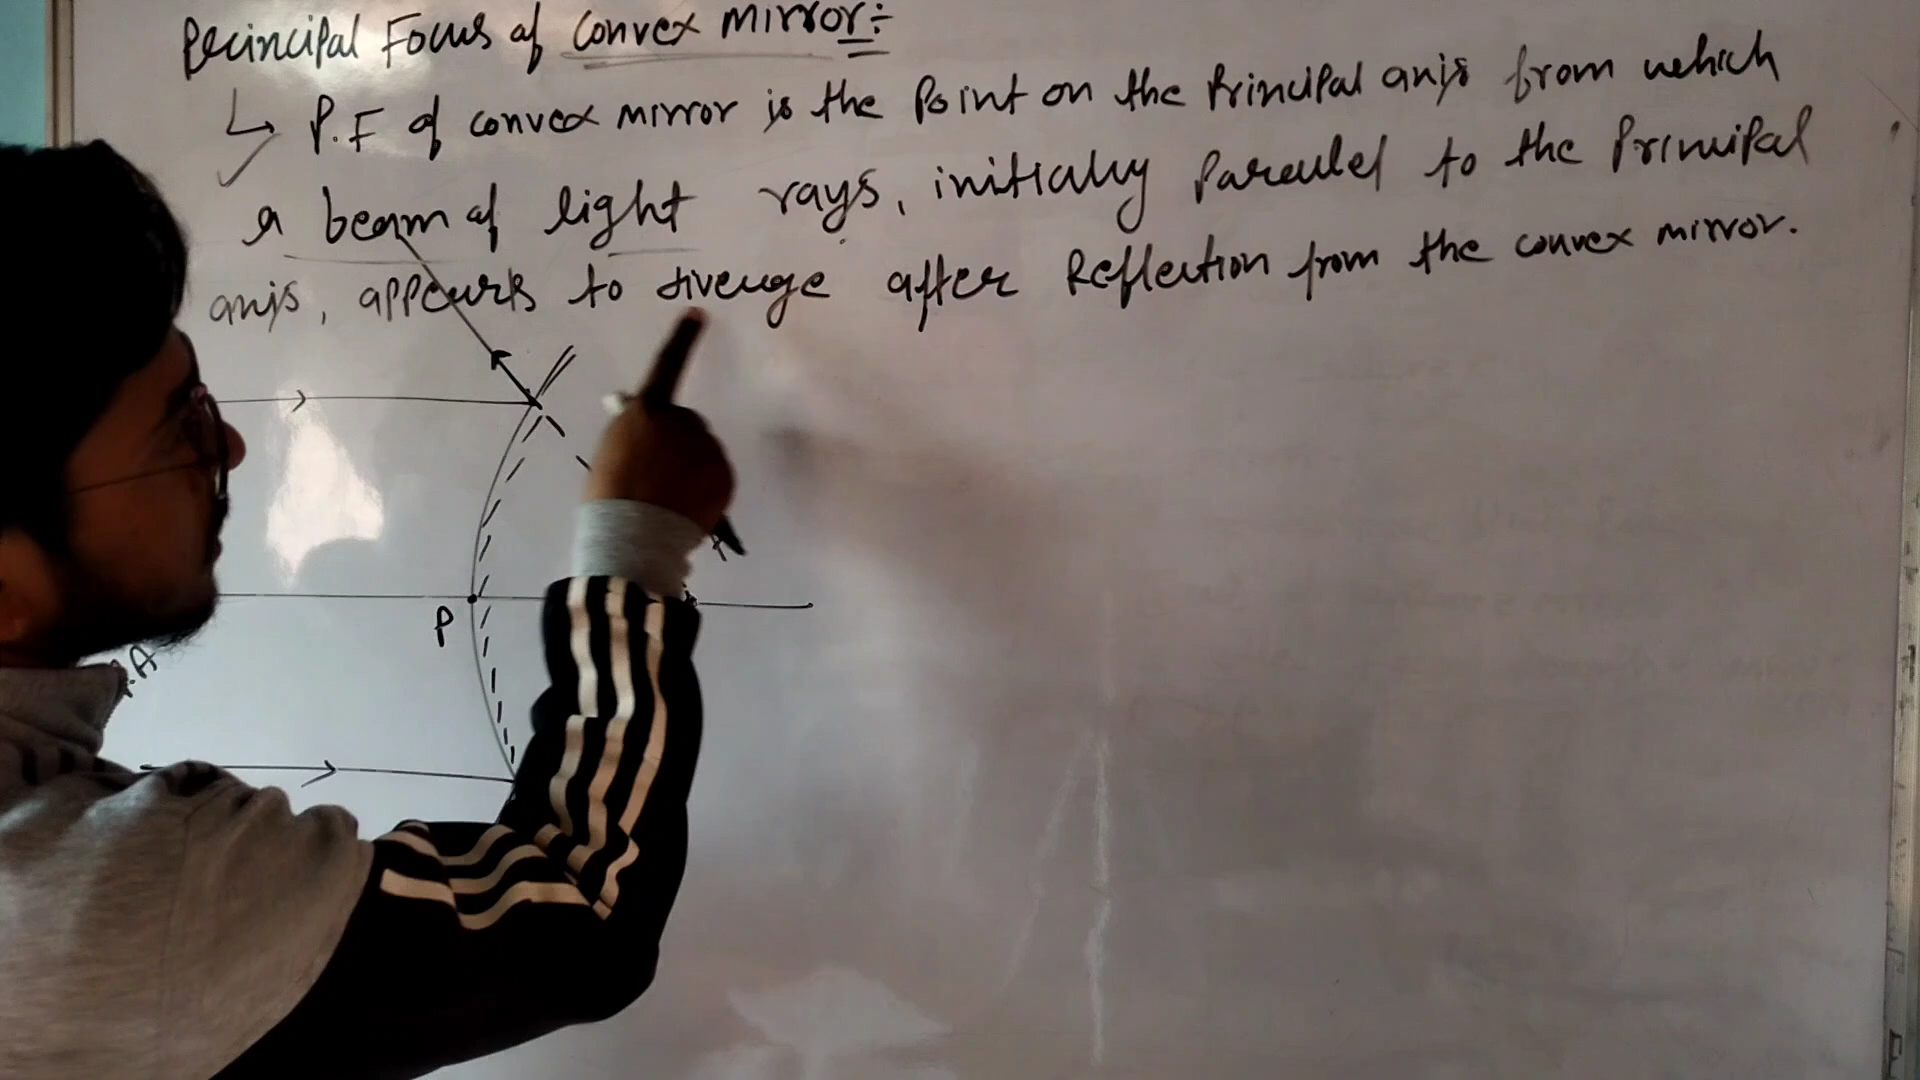 Principal Focus of convex mirror :-
↳ P.F of convex mirror is the Point on the Principal axis from which
a beam of light rays, initially Parallel to the Principal
axis, appears to diverge after Reflection from the convex mirror.
P
P.A